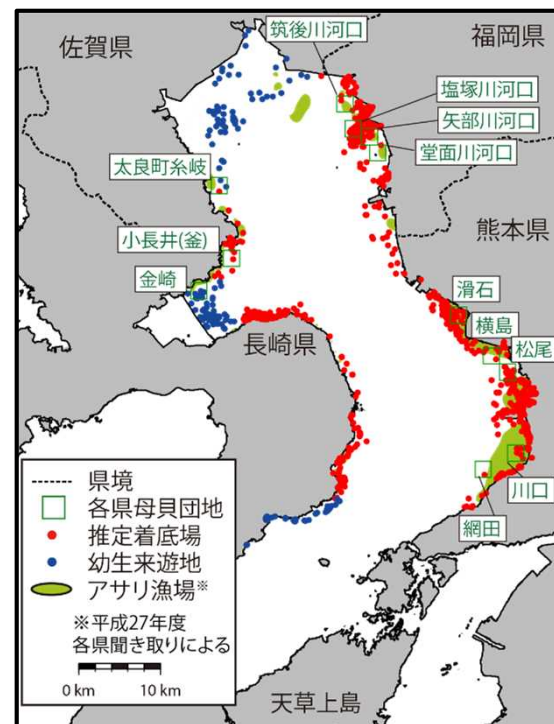 佐賀県
筑後川河口
福岡県
塩塚川河口
矢部川河口
堂面川河口
太良町糸岐
熊本県
小長井(釜)
金崎
滑石
横島
長崎県
松尾
川口
網田
県境
各県母貝団地
推定着底場
幼生来遊地
アサリ漁場※
※平成27年度
各県聞き取りによる
0 km 10 km
天草上島